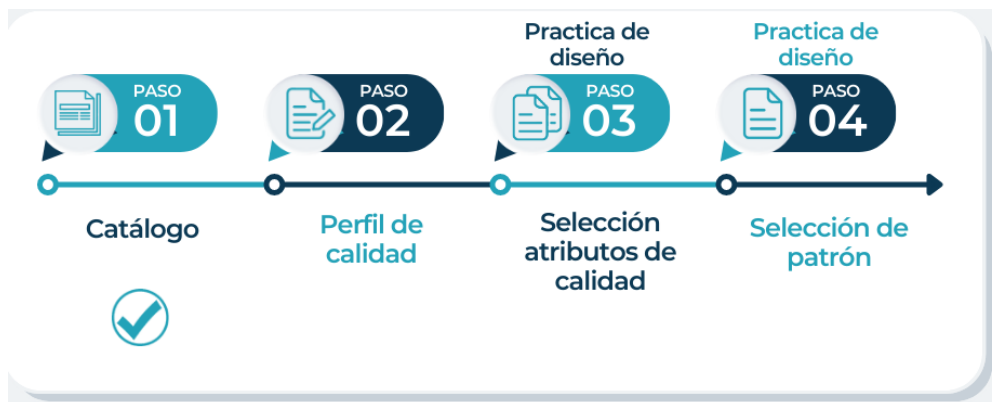 Practica de
diseño
Practica de
diseño
PASO
01
PASO
02
PASO
03
PASO
04
Catálogo
Perfil de
calidad
Selección
atributos de
calidad
Selección de
patrón